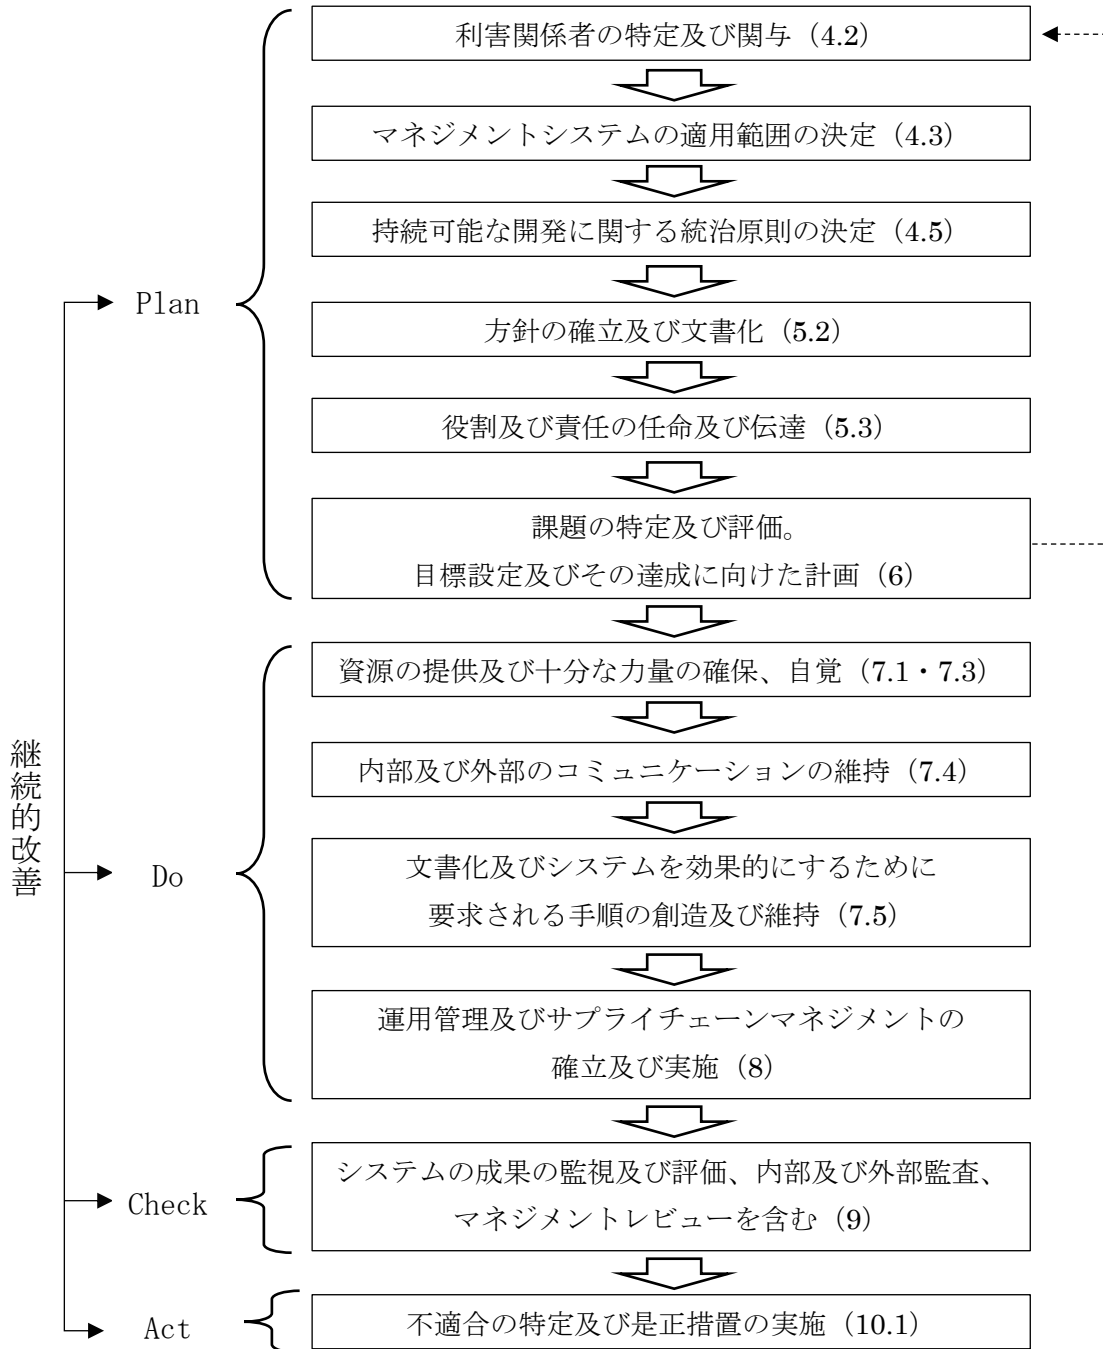 利害関係者の特定及び関与（4.2）
マネジメントシステムの適用範囲の決定（4.3）
持続可能な開発に関する統治原則の決定（4.5）
Plan
方針の確立及び文書化（5.2）
役割及び責任の任命及び伝達（5.3）
課題の特定及び評価。
目標設定及びその達成に向けた計画（6）
資源の提供及び十分な力量の確保、自覚（7.1・7.3）
内部及び外部のコミュニケーションの維持（7.4）
継続的改善
Do
文書化及びシステムを効果的にするために
要求される手順の創造及び維持（7.5）
運用管理及びサプライチェーンマネジメントの
確立及び実施（8）
Check
システムの成果の監視及び評価、内部及び外部監査、
マネジメントレビューを含む（9）
Act
不適合の特定及び是正措置の実施（10.1）